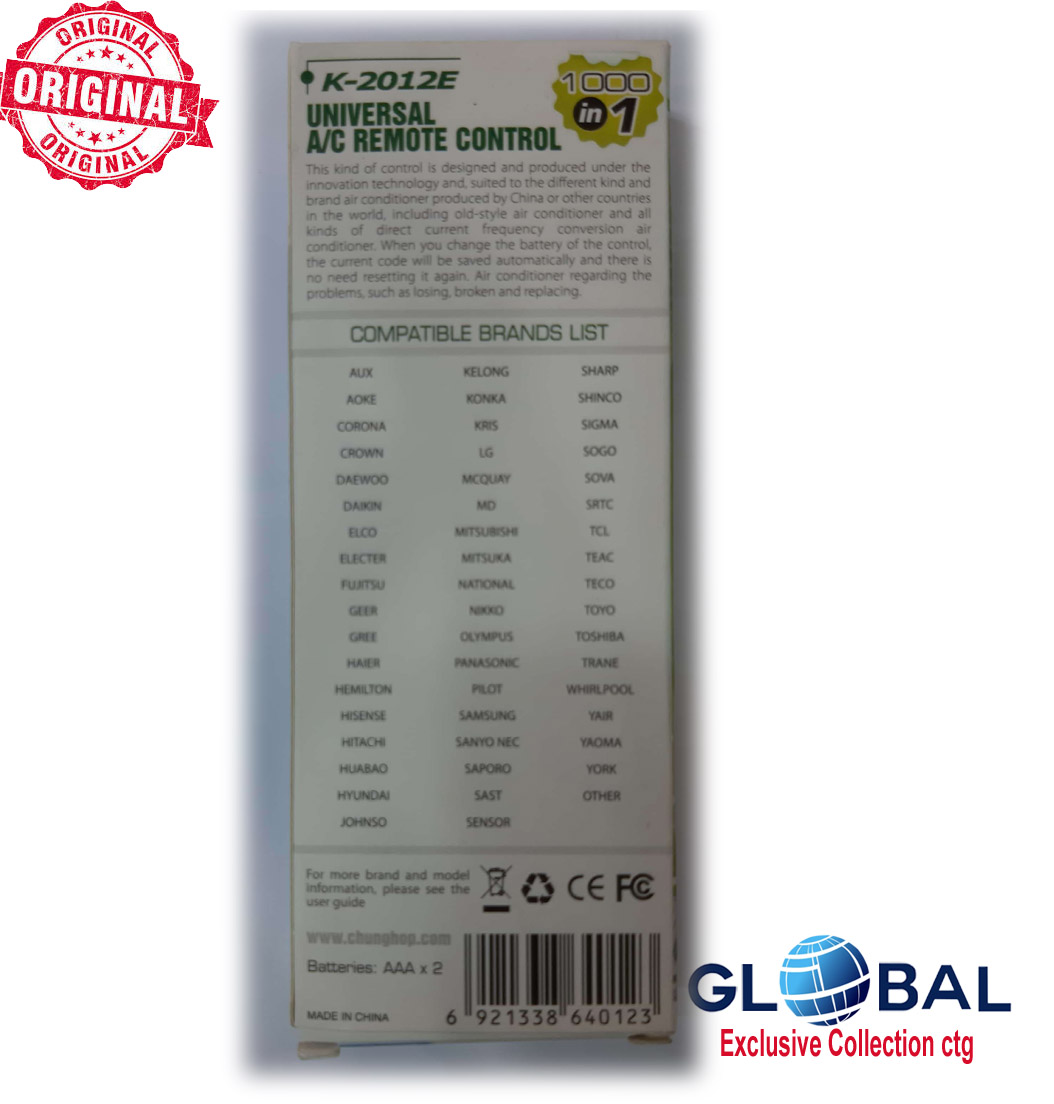 ORIGINAL
ORIGINAL
ORIGINAL
K-2012E
UNIVERSAL
A/C REMOTE CONTROL
1000
in 1
This kind of control is designed and produced under the
innovation technology and, suited to the different kind and
brand air conditioner produced by China or other countries
in the world, including old-style air conditioner and all
kinds of direct current frequency conversion air
conditioner. When you change the battery of the control,
the current code will be saved automatically and there is
no need resetting it again. Air conditioner regarding the
problems, such as losing, broken and replacing.
COMPATIBLE BRANDS LIST
AUX KELONG SHARP
AOKE KONKA SHINCO
CORONA KRIS SIGMA
CROWN LG SOGO
DAEWOO MCQUAY SOVA
DAIKIN MD SRTC
ELCO MITSUBISHI TCL
ELECTER MITSUKA TEAC
FUJITSU NATIONAL TECO
GEER NIKKO TOYO
GREE OLYMPUS TOSHIBA
HAIER PANASONIC TRANE
HEMILTON PILOT WHIRLPOOL
HISENSE SAMSUNG YAIR
HITACHI SANYO NEC YAOMA
HUABAO SAPORO YORK
HYUNDAI SAST OTHER
JOHNSO SENSOR
For more brand and model
Information, please see the
user guide
CE FC
www.chunghop.com
Batteries: AAA x 2
MADE IN CHINA
6 921338 640123
GLOBAL
Exclusive Collection ctg